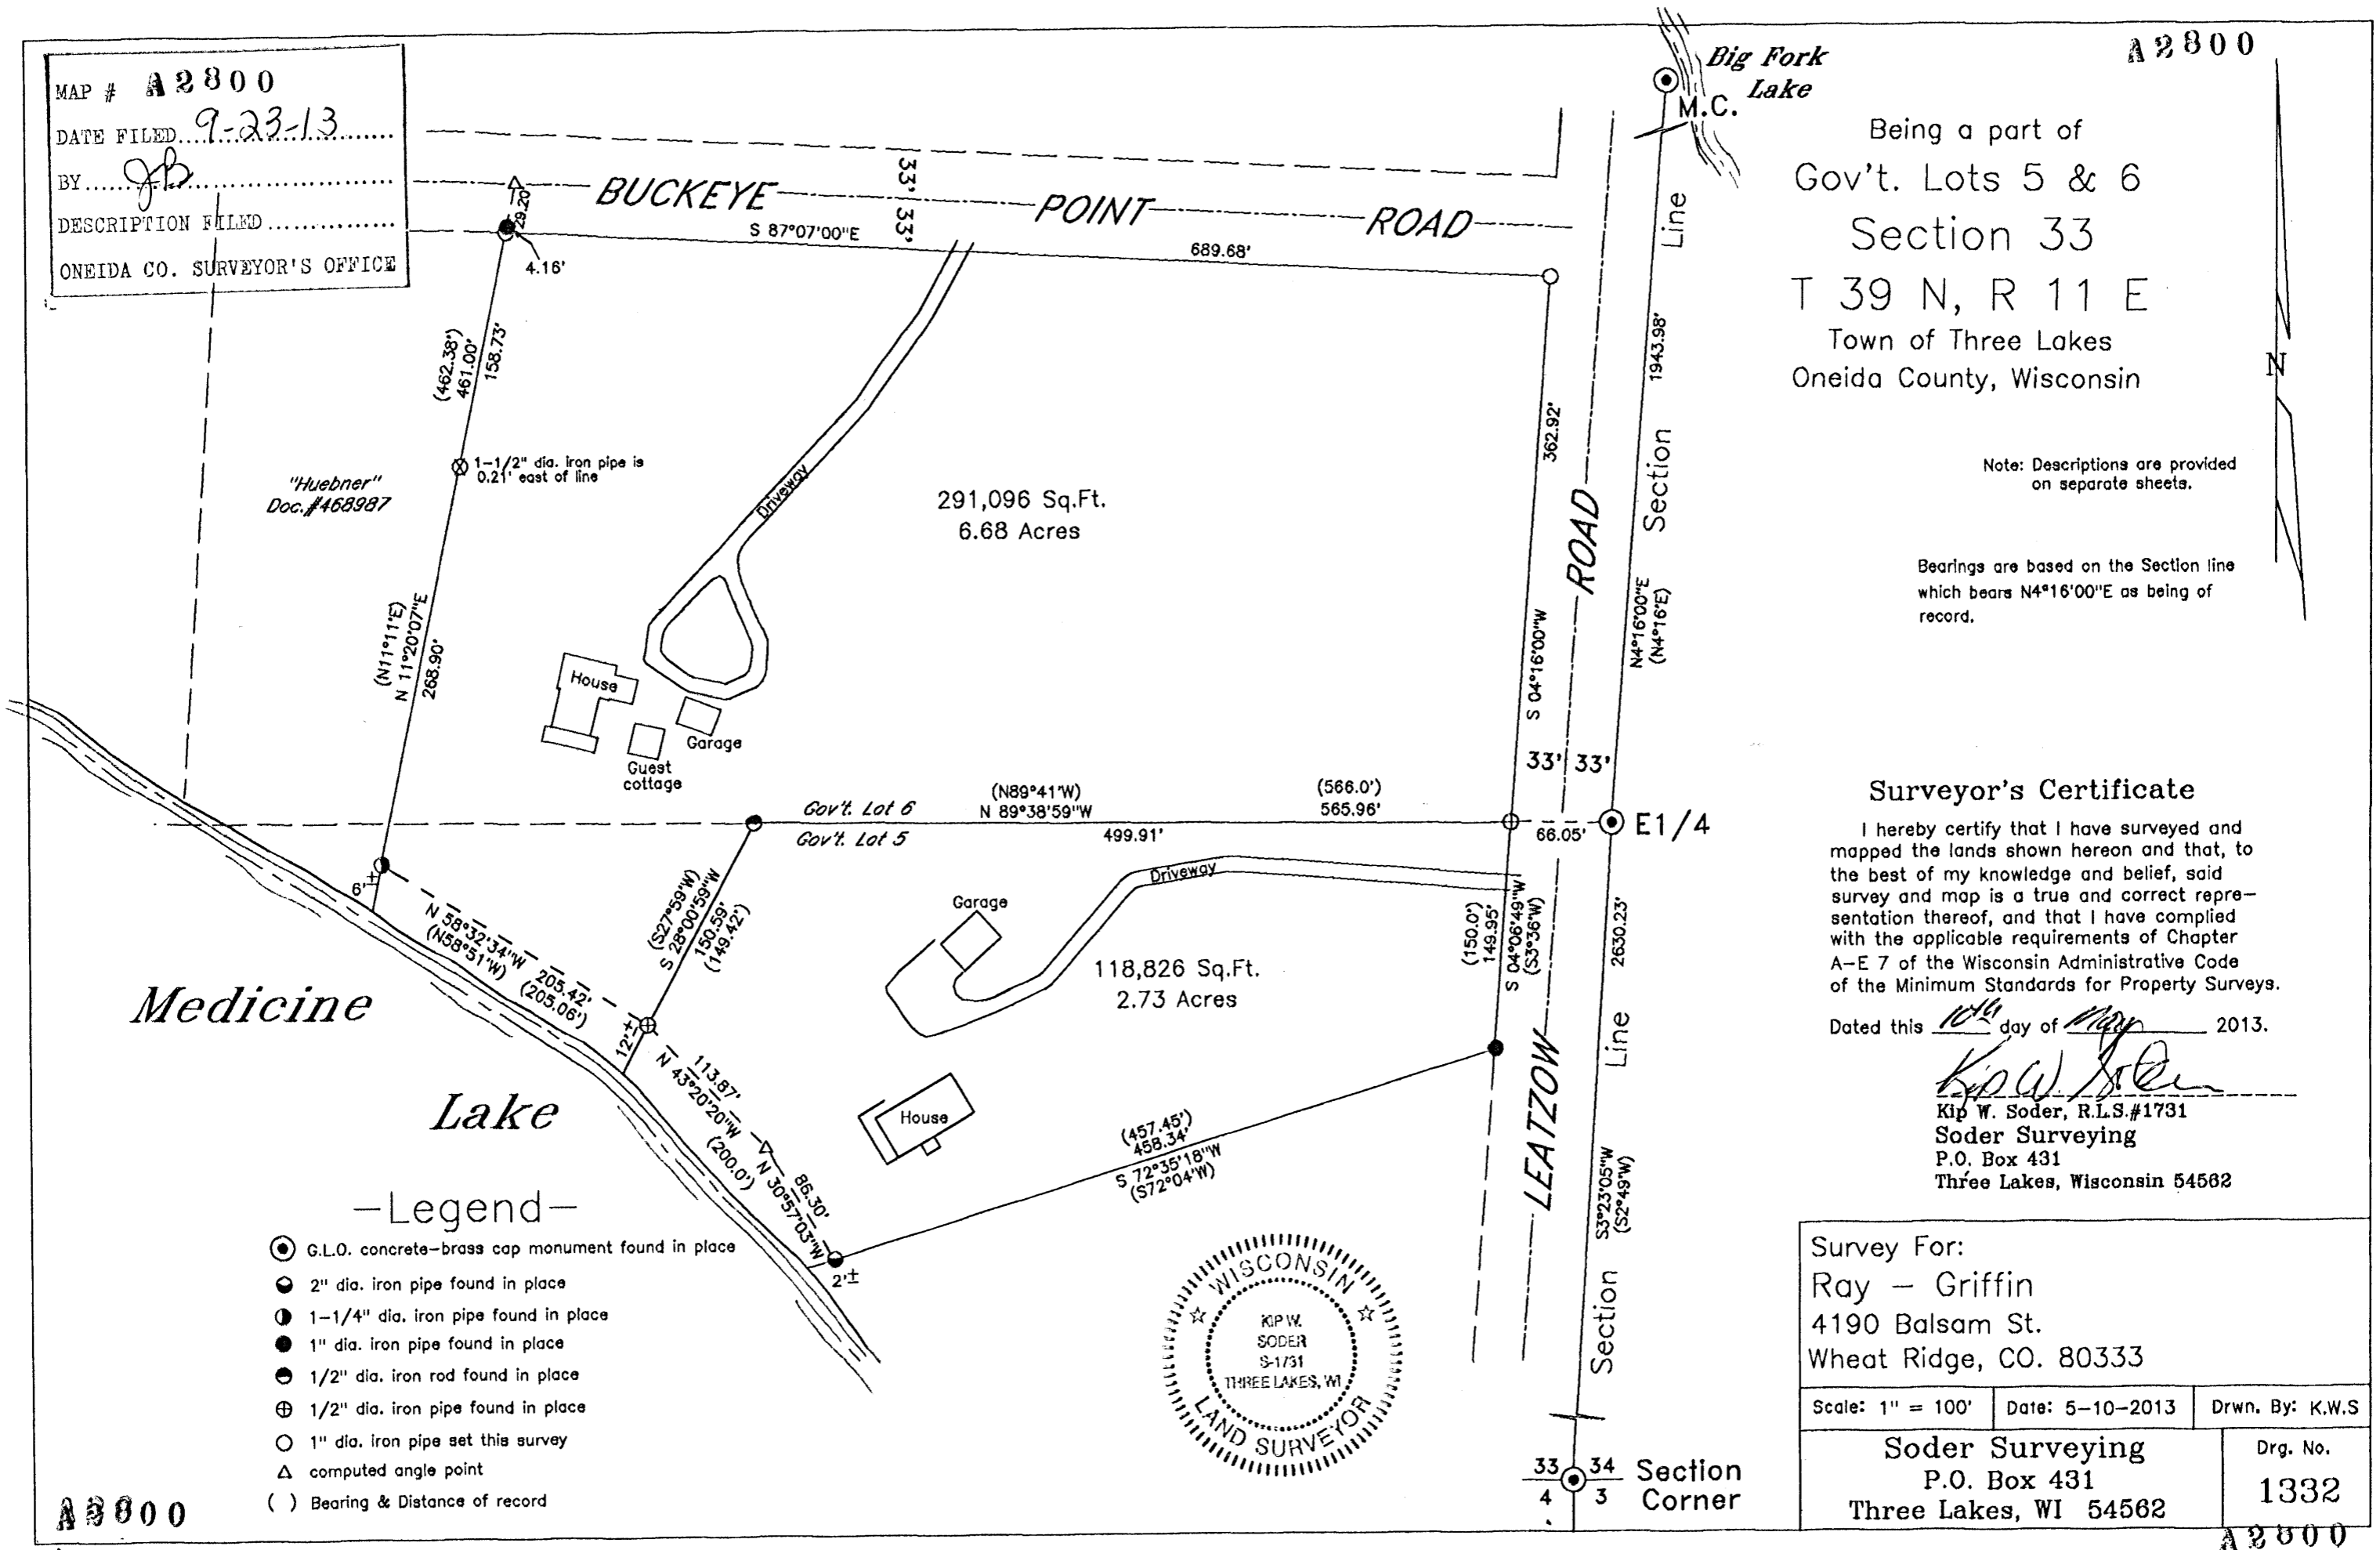 MAP # A2800
DATE FILED 9-23-13
BY JB
DESCRIPTION FILED
ONEIDA CO. SURVEYOR'S OFFICE
A2800
Big Fork
Lake
M.C.
Being a part of
Gov't. Lots 5 & 6
Section 33
T 39 N, R 11 E
Town of Three Lakes
Oneida County, Wisconsin
N
Note: Descriptions are provided
on separate sheets.
Bearings are based on the Section line
which bears N4°16'00"E as being of
record.
33'
33'
BUCKEYE POINT ROAD
29.20'
4.16'
S 87°07'00"E
689.68'
(462.38')
461.00'
158.73'
1-1/2" dia. iron pipe is
0.21' east of line
"Huebner"
Doc.#468987
Driveway
291,096 Sq.Ft.
6.68 Acres
362.92'
S 04°16'00"W
ROAD
Section Line
1943.98'
N4°16'00"E
(N4°16'E)
(N11°11'E)
N 11°20'07"E
268.90'
House
Garage
Guest
cottage
33' 33'
Gov't. Lot 6
Gov't. Lot 5
(N89°41'W)
N 89°38'59"W
(566.0')
565.96'
499.91'
66.05'
E1/4
6'±
N 58°32'34"W 205.42'
(N58°51'W) (205.06')
(S27°59'W)
S 28°00'59"W
150.59'
(149.42')
12'±
Driveway
Garage
118,826 Sq.Ft.
2.73 Acres
(150.0')
149.95'
S 04°06'49"W
(S3°36'W)
2630.23'
Medicine
Lake
113.87'
N 43°20'20"W
(200.0')
86.30'
N 30°57'03"W
2'±
House
(457.45')
458.34'
S 72°35'18"W
(S72°04'W)
LEATZOW
Section Line
S3°23'05"W
(S2°49'W)
33 34
4 3
Section
Corner
-Legend-
G.L.O. concrete-brass cap monument found in place
2" dia. iron pipe found in place
1-1/4" dia. iron pipe found in place
1" dia. iron pipe found in place
1/2" dia. iron rod found in place
1/2" dia. iron pipe found in place
1" dia. iron pipe set this survey
computed angle point
( ) Bearing & Distance of record
A2800
WISCONSIN
KIP W.
SODER
S-1731
THREE LAKES, WI
LAND SURVEYOR
Surveyor's Certificate
I hereby certify that I have surveyed and
mapped the lands shown hereon and that, to
the best of my knowledge and belief, said
survey and map is a true and correct repre-
sentation thereof, and that I have complied
with the applicable requirements of Chapter
A-E 7 of the Wisconsin Administrative Code
of the Minimum Standards for Property Surveys.
Dated this 10th day of May 2013.
Kip W. Soder
Kip W. Soder, R.L.S.#1731
Soder Surveying
P.O. Box 431
Three Lakes, Wisconsin 54562
Survey For:
Ray - Griffin
4190 Balsam St.
Wheat Ridge, CO. 80333
Scale: 1" = 100'
Date: 5-10-2013
Drwn. By: K.W.S
Soder Surveying
P.O. Box 431
Three Lakes, WI 54562
Drg. No.
1332
A2800